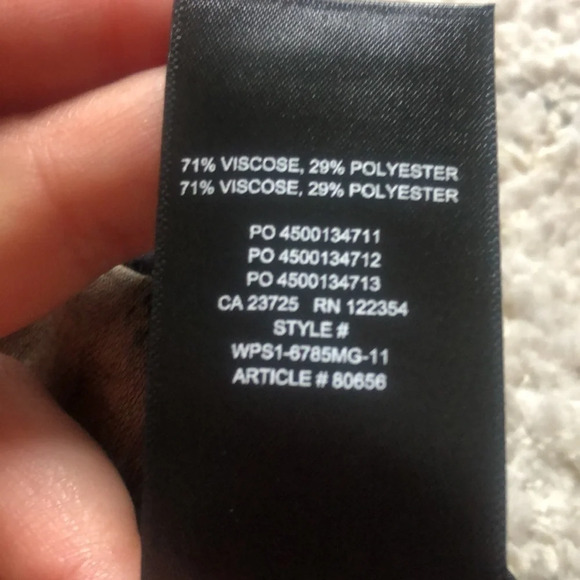 71% VISCOSE, 29% POLYESTER
71% VISCOSE, 29% POLYESTER
PO 4500134711
PO 4500134712
PO 4500134713
CA 23725 RN 122354
STYLE #
WPS1-6785MG-11
ARTICLE # 80656